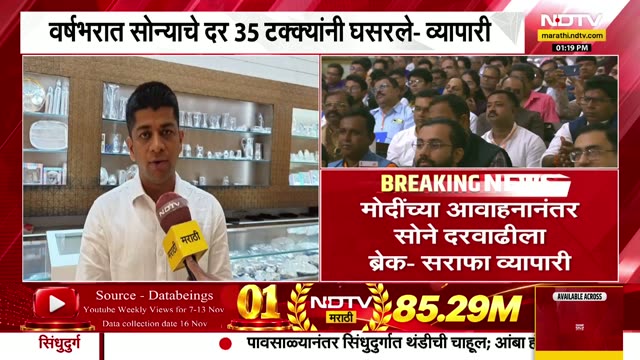 वर्षभरात सोन्याचे दर 35 टक्क्यांनी घसरले- व्यापारी
NDTV
marathi.ndtv.com
01:19 PM
NDTV
मराठी
BREAKING NEWS
मोदींच्या आवाहनानंतर
सोने दरवाढीला
ब्रेक- सराफा व्यापारी
Source - Databeings
Youtube Weekly Views for 7-13 Nov
Data collection date 16 Nov
01
NDTV
मराठी
85.29M
AVAILABLE ACROSS
सिंधुदुर्ग
पावसाळ्यानंतर सिंधुदुर्गात थंडीची चाहूल; आंबा ह